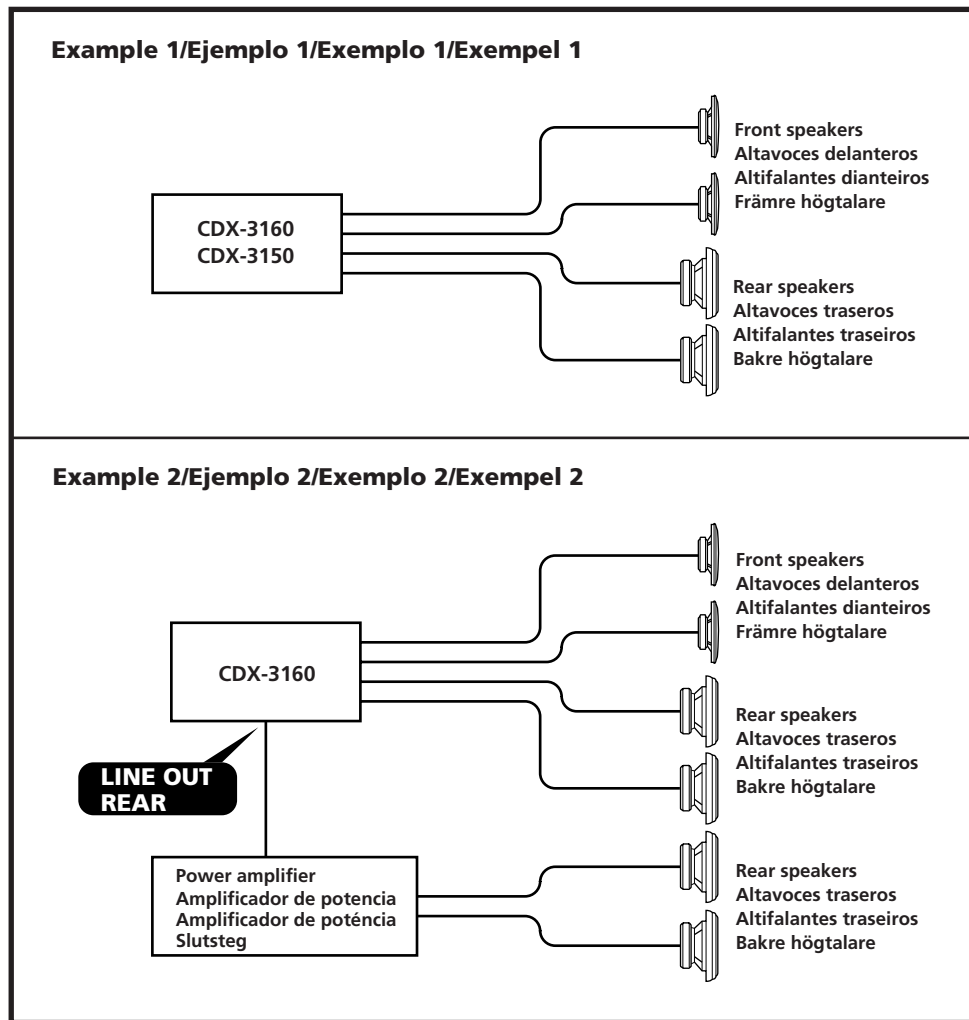 Example 1/Ejemplo 1/Exemplo 1/Exempel 1
CDX-3160
CDX-3150
Front speakers
Altavoces delanteros
Altifalantes dianteiros
Främre högtalare
Rear speakers
Altavoces traseros
Altifalantes traseiros
Bakre högtalare
Example 2/Ejemplo 2/Exemplo 2/Exempel 2
CDX-3160
Front speakers
Altavoces delanteros
Altifalantes dianteiros
Främre högtalare
Rear speakers
Altavoces traseros
Altifalantes traseiros
Bakre högtalare
LINE OUT
REAR
Power amplifier
Amplificador de potencia
Amplificador de poténcia
Slutsteg
Rear speakers
Altavoces traseros
Altifalantes traseiros
Bakre högtalare